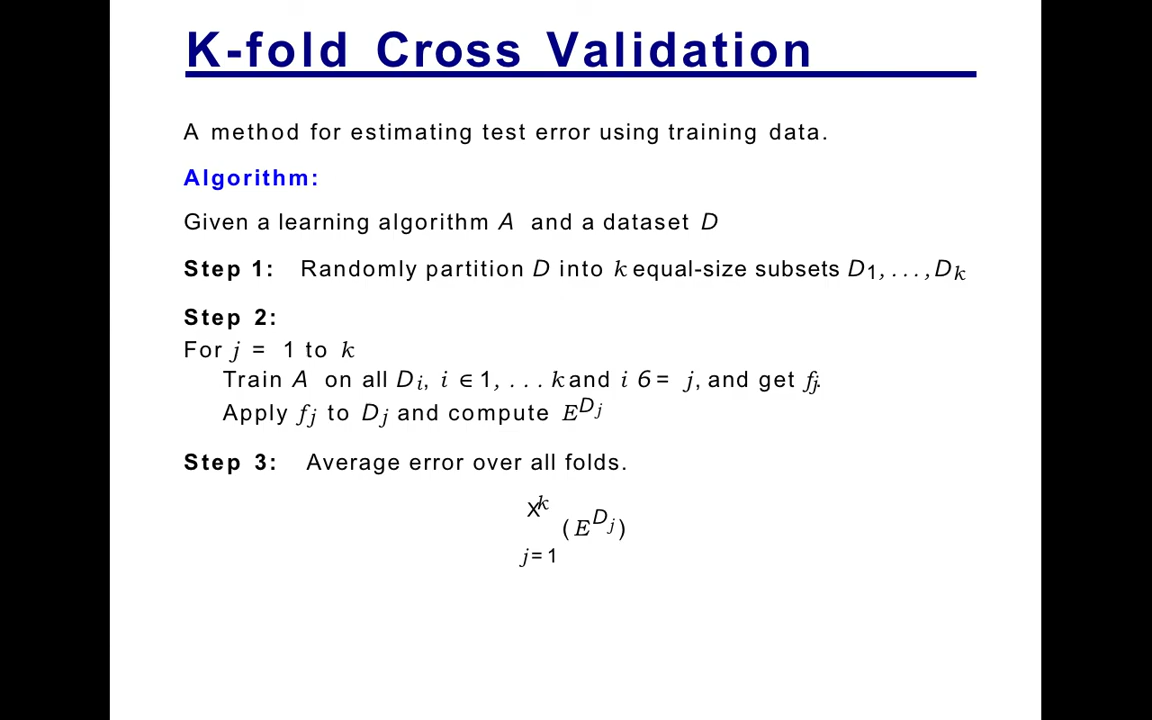 K-fold Cross Validation
A method for estimating test error using training data.
Algorithm:
Given a learning algorithm A and a dataset D
Step 1: Randomly partition D into k equal-size subsets D1, . . . , Dk
Step 2:
For j = 1 to k
Train A on all Di, i ∈ 1, . . . k and i 6= j, and get fj.
Apply fj to Dj and compute E^Dj
Step 3: Average error over all folds.
X^k
(E^Dj)
j=1